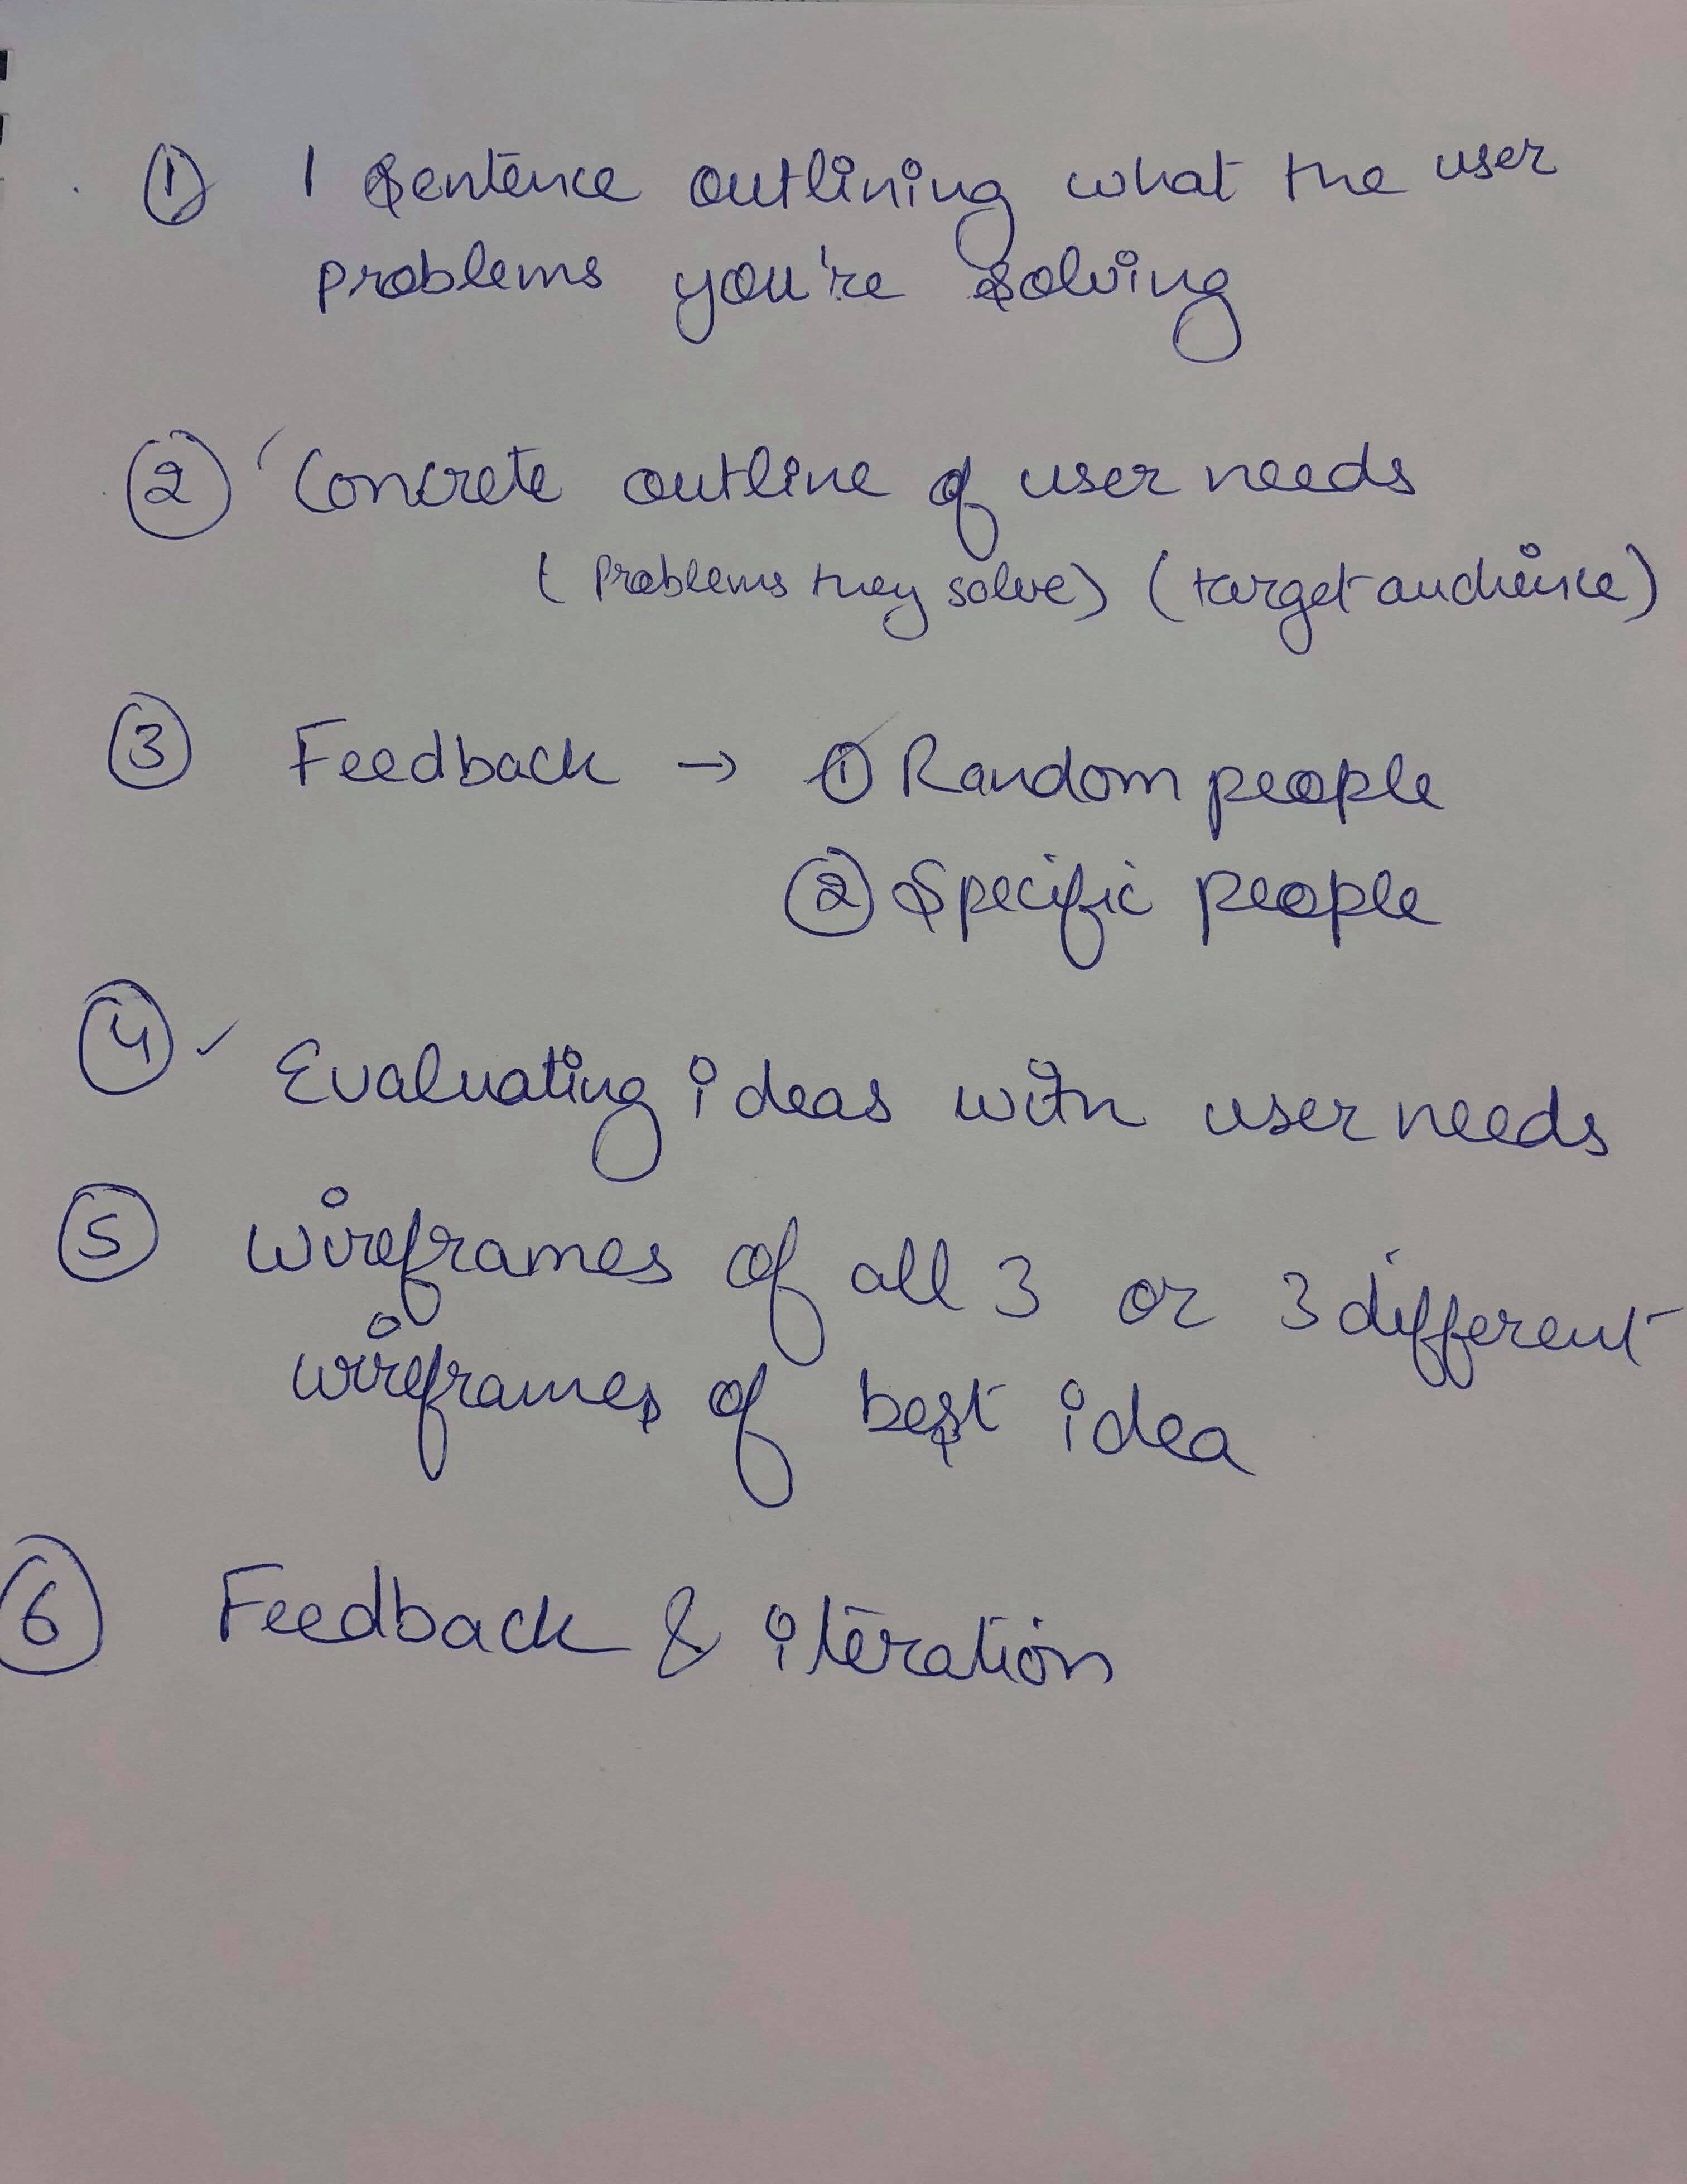 ① 1 Sentence outlining what the user
problems you're solving
② Concrete outline of user needs
(Problems they solve) (target audience)
③ Feedback → ① Random people
② Specific people
④ ✓ Evaluating ideas with user needs
⑤ wireframes of all 3 or 3 different
wireframes of best idea
⑥ Feedback & iteration